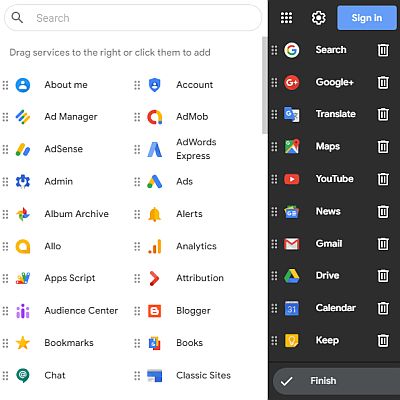 Search
Sign in
Drag services to the right or click them to add
About me
Account
Ad Manager
AdMob
AdSense
AdWords
Express
Admin
Ads
Album Archive
Alerts
Allo
Analytics
Apps Script
Attribution
Audience Center
Blogger
Bookmarks
Books
Chat
Classic Sites
Search
Google+
Translate
Maps
YouTube
News
Gmail
Drive
31
Calendar
Keep
Finish